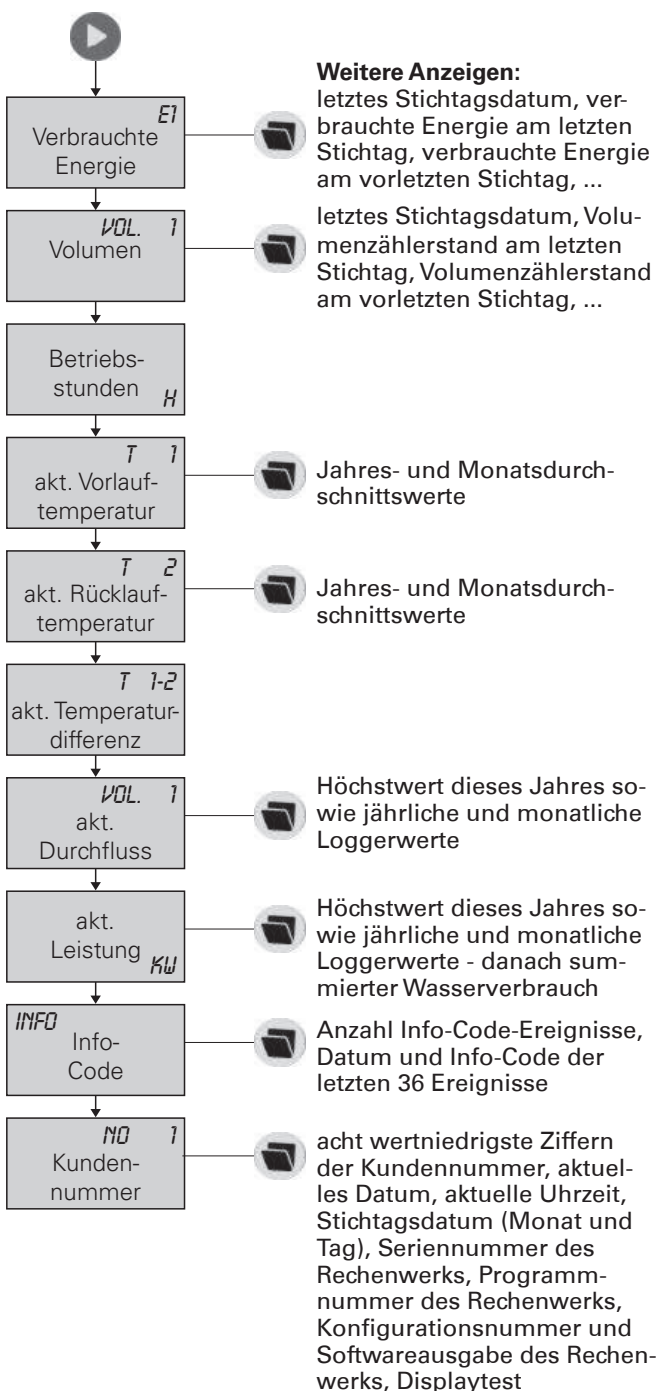 Weitere Anzeigen:
E1
Verbrauchte
Energie
letztes Stichtagsdatum, ver-
brauchte Energie am letzten
Stichtag, verbrauchte Energie
am vorletzten Stichtag, ...
VOL. 1
Volumen
letztes Stichtagsdatum, Volu-
menzählerstand am letzten
Stichtag, Volumenzählerstand
am vorletzten Stichtag, ...
Betriebs-
stunden
H
T 1
akt. Vorlauf-
temperatur
Jahres- und Monatsdurch-
schnittswerte
T 2
akt. Rücklauf-
temperatur
Jahres- und Monatsdurch-
schnittswerte
T 1-2
akt. Temperatur-
differenz
VOL. 1
akt.
Durchfluss
Höchstwert dieses Jahres so-
wie jährliche und monatliche
Loggerwerte
akt.
Leistung
KW
Höchstwert dieses Jahres so-
wie jährliche und monatliche
Loggerwerte - danach sum-
mierter Wasserverbrauch
INFO
Info-
Code
Anzahl Info-Code-Ereignisse,
Datum und Info-Code der
letzten 36 Ereignisse
NO 1
Kunden-
nummer
acht wertniedrigste Ziffern
der Kundennummer, aktuel-
les Datum, aktuelle Uhrzeit,
Stichtagsdatum (Monat und
Tag), Seriennummer des
Rechenwerks, Programm-
nummer des Rechenwerks,
Konfigurationsnummer und
Softwareausgabe des Rechen-
werks, Displaytest